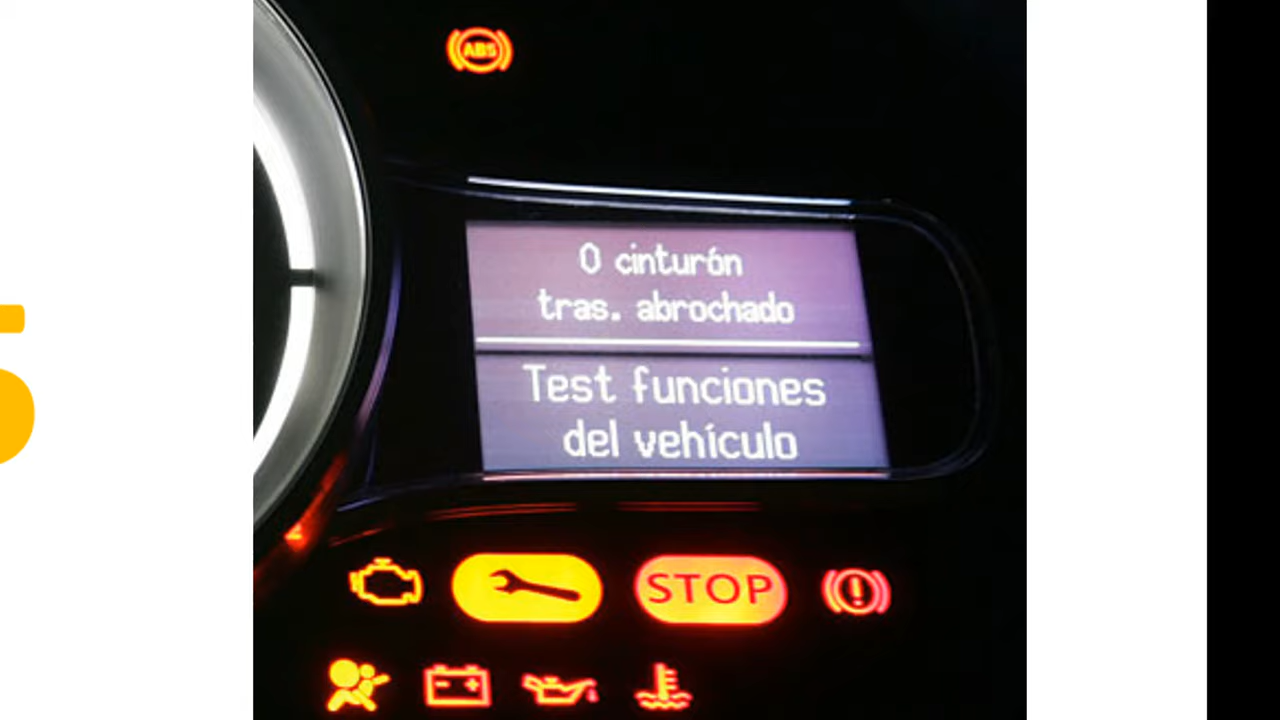 ABS
0 cinturón
tras. abrochado
Test funciones
del vehículo
STOP